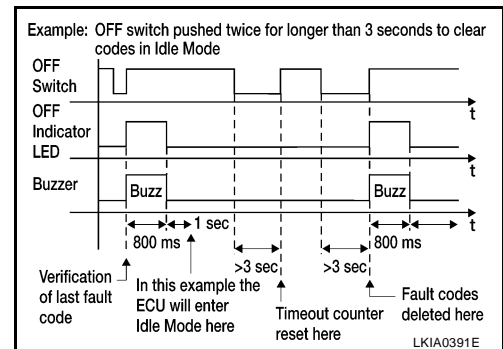 Example: OFF switch pushed twice for longer than 3 seconds to clear
codes in Idle Mode
OFF
Switch
t
OFF
Indicator
LED
t
Buzzer
Buzz
Buzz
t
1 sec
800 ms
>3 sec
>3 sec
800 ms
Verification
of last fault
code
In this example the
ECU will enter
Idle Mode here
Timeout counter
reset here
Fault codes
deleted here
LKIA0391E